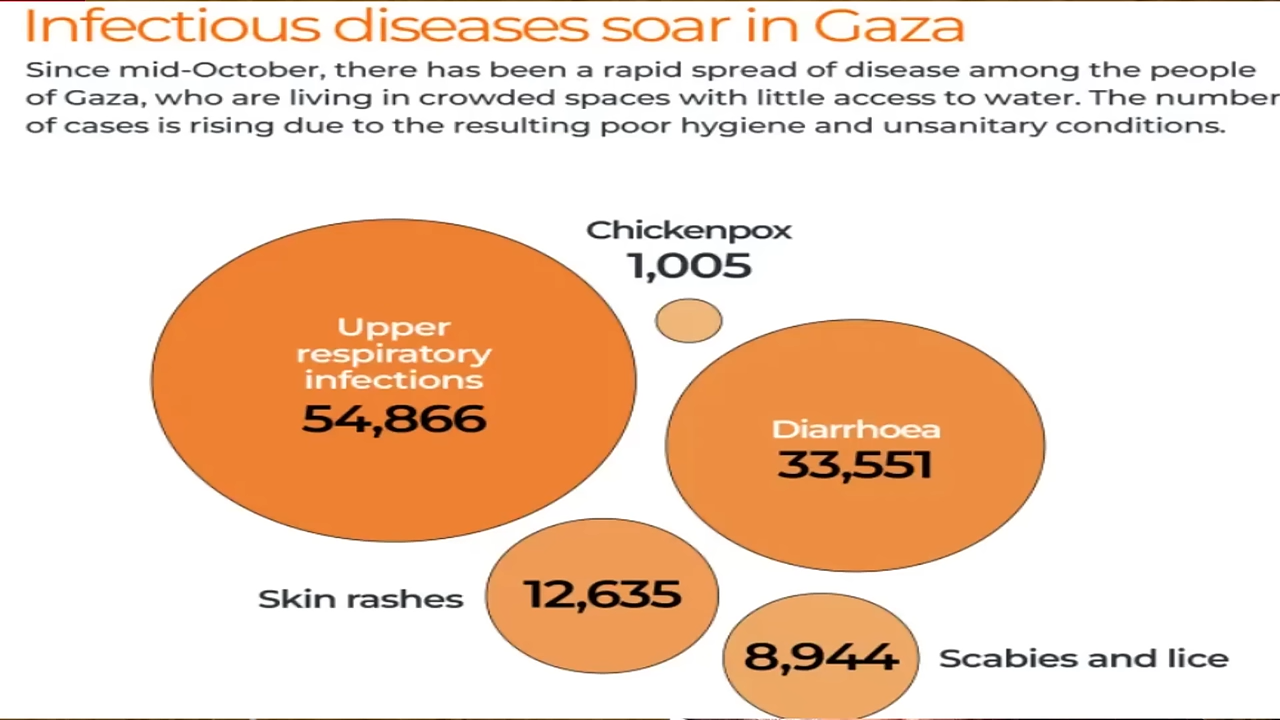 Infectious diseases soar in Gaza
Since mid-October, there has been a rapid spread of disease among the people
of Gaza, who are living in crowded spaces with little access to water. The number
of cases is rising due to the resulting poor hygiene and unsanitary conditions.
Chickenpox
1,005
Upper
respiratory
infections
54,866
Diarrhoea
33,551
Skin rashes
12,635
8,944
Scabies and lice